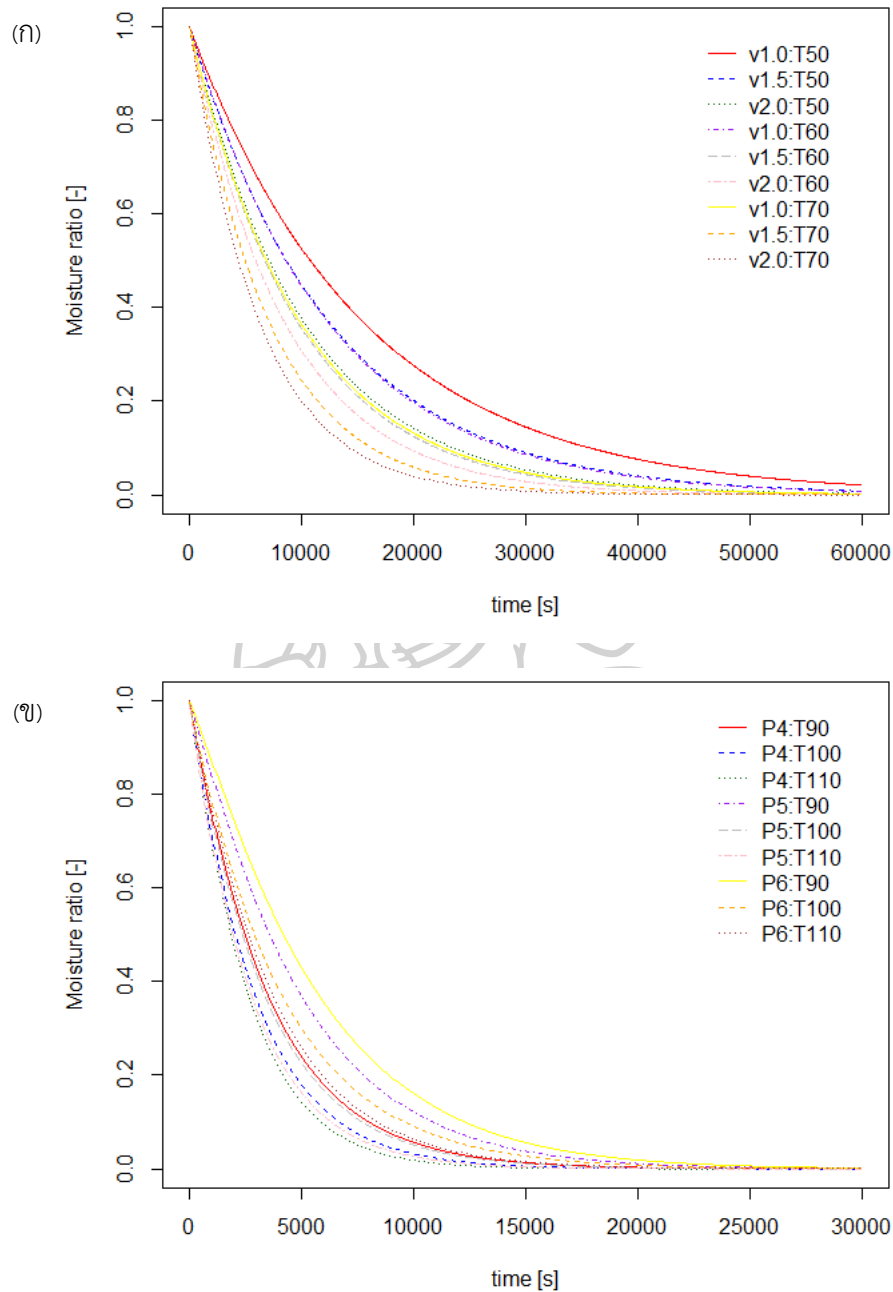 (ก)
Moisture ratio [-]
1.0
0.8
0.6
0.4
0.2
0.0
v1.0:T50
v1.5:T50
v2.0:T50
v1.0:T60
v1.5:T60
v2.0:T60
v1.0:T70
v1.5:T70
v2.0:T70
0 10000 20000 30000 40000 50000 60000
time [s]
(ข)
Moisture ratio [-]
1.0
0.8
0.6
0.4
0.2
0.0
P4:T90
P4:T100
P4:T110
P5:T90
P5:T100
P5:T110
P6:T90
P6:T100
P6:T110
0 5000 10000 15000 20000 25000 30000
time [s]